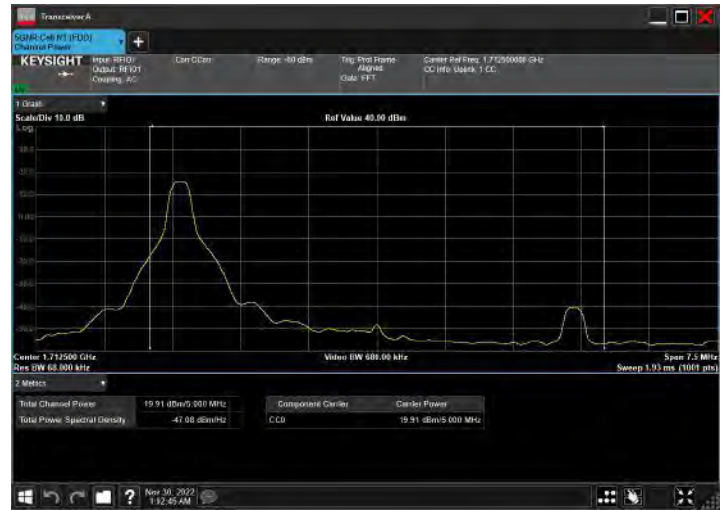 Transceiver A
5GNR Cell N1 (FDD)
Channel Power
+
KEYSIGHT
Input: RFIO1
Output: RFIO1
Coupling: AC
Corr CCorr
Range: -60 dBm
Trig: Prot Frame
Aligned
Gate: FFT
Carrier Ref Freq: 1.712500000 GHz
CC Info: Uplink, 1 CC
1 Graph
Scale/Div 10.0 dB
Ref Value 40.00 dBm
Log
Center 1.712500 GHz
Video BW 680.00 kHz
Span 7.5 MHz
Res BW 68.000 kHz
Sweep 1.93 ms (1001 pts)
2 Metrics
Total Channel Power
19.91 dBm/5.000 MHz
Total Power Spectral Density
-47.08 dBm/Hz
Component Carrier
Carrier Power
CC0
19.91 dBm/5.000 MHz
?
Nov 30, 2022
1:52:45 AM